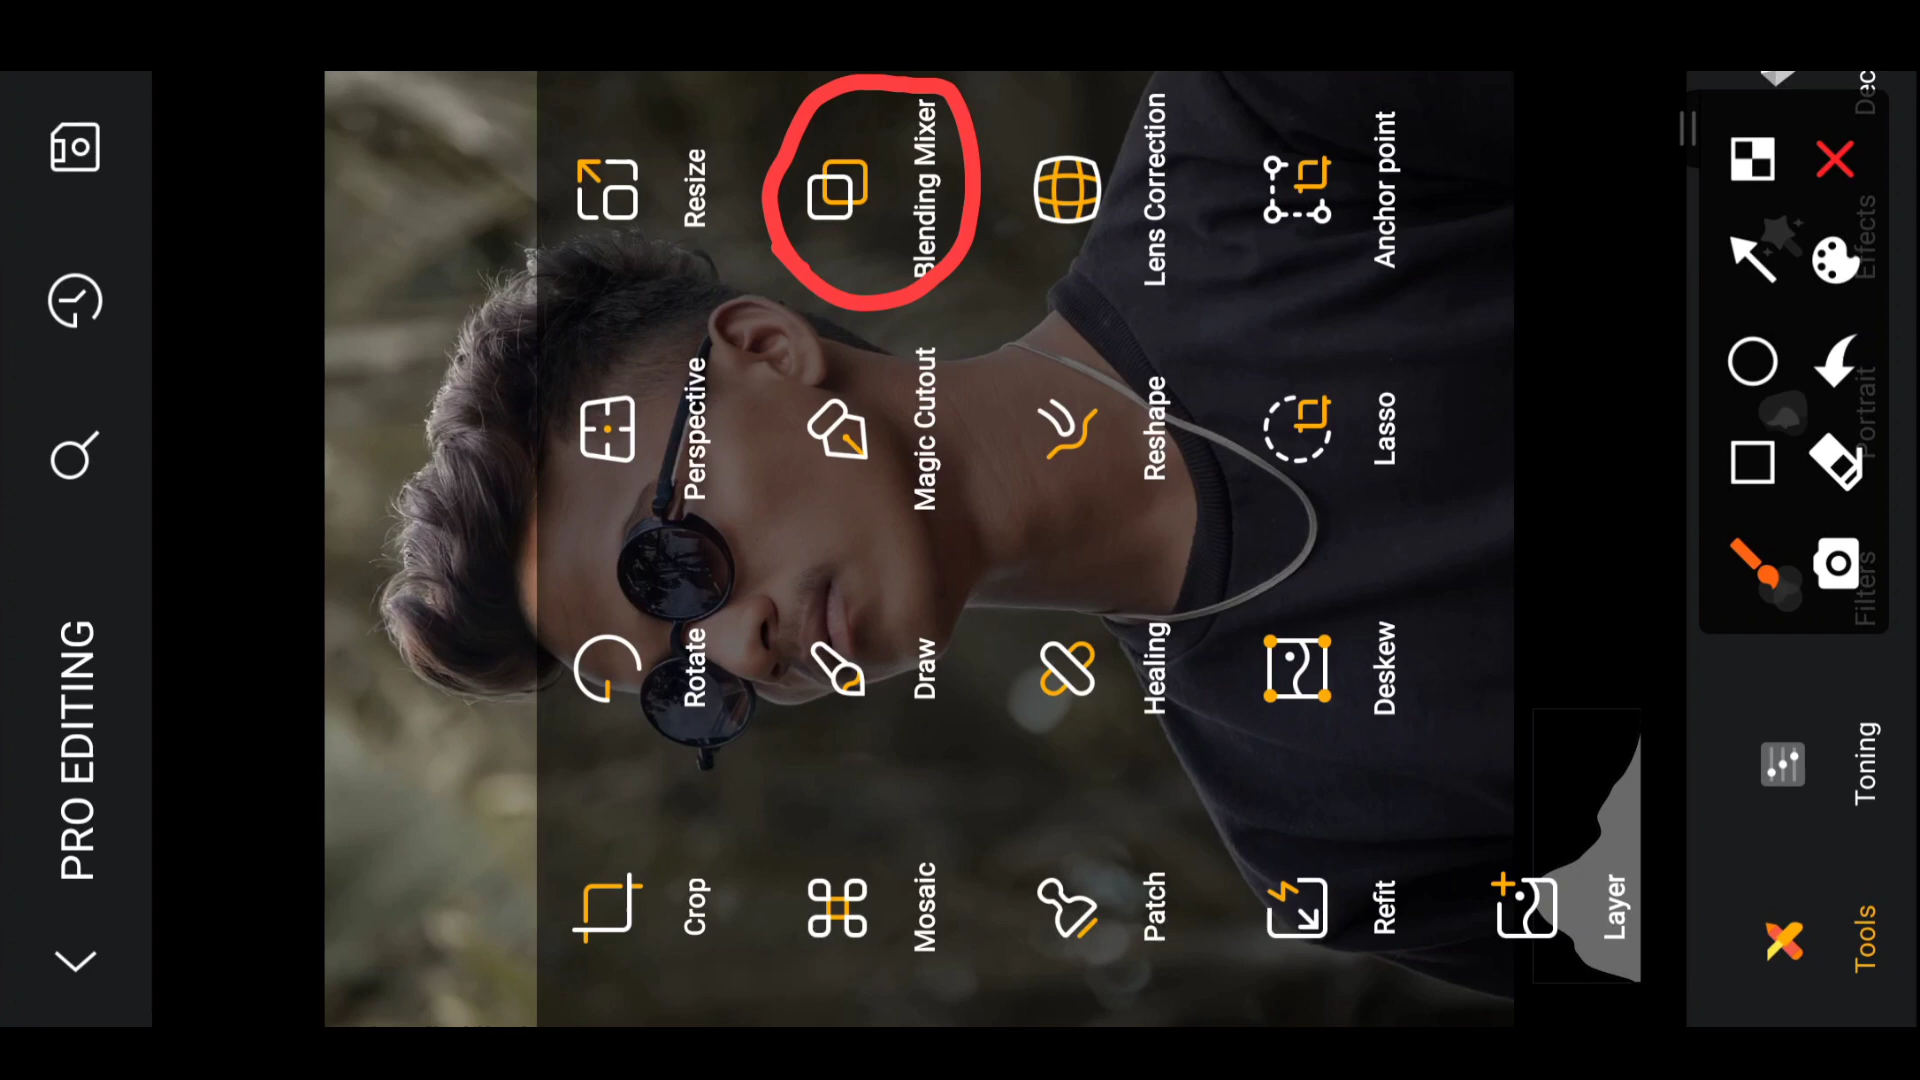 PRO EDITING
Crop
Rotate
Perspective
Resize
Mosaic
Draw
Magic Cutout
Blending Mixer
Patch
Healing
Reshape
Lens Correction
Refit
Deskew
Lasso
Anchor point
Layer
Tools
Toning
Filters
Portrait
Effects
Dec